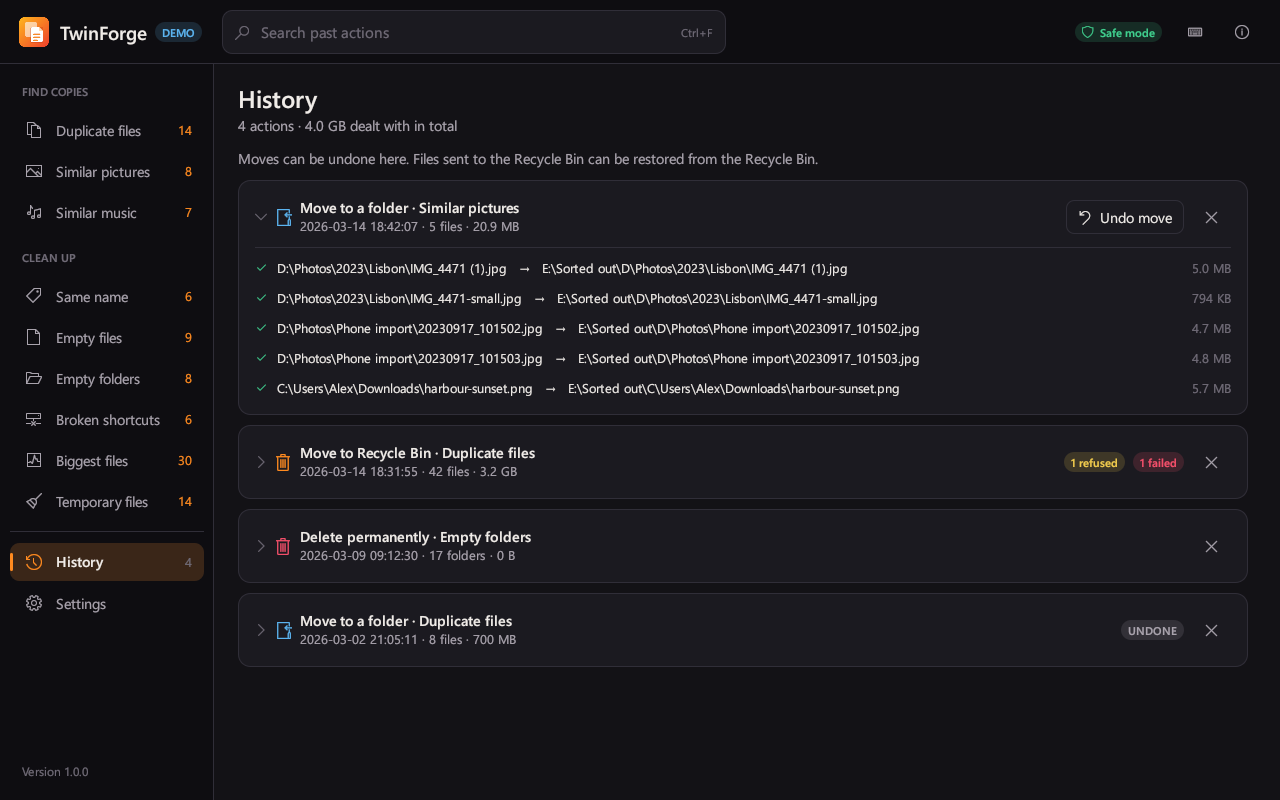 TwinForge DEMO
Search past actions Ctrl+F
Safe mode
FIND COPIES
Duplicate files 14
Similar pictures 8
Similar music 7
CLEAN UP
Same name 6
Empty files 9
Empty folders 8
Broken shortcuts 6
Biggest files 30
Temporary files 14
History 4
Settings
Version 1.0.0
History
4 actions · 4.0 GB dealt with in total
Moves can be undone here. Files sent to the Recycle Bin can be restored from the Recycle Bin.
Move to a folder · Similar pictures
2026-03-14 18:42:07 · 5 files · 20.9 MB
Undo move
D:\Photos\2023\Lisbon\IMG_4471 (1).jpg → E:\Sorted out\D\Photos\2023\Lisbon\IMG_4471 (1).jpg 5.0 MB
D:\Photos\2023\Lisbon\IMG_4471-small.jpg → E:\Sorted out\D\Photos\2023\Lisbon\IMG_4471-small.jpg 794 KB
D:\Photos\Phone import\20230917_101502.jpg → E:\Sorted out\D\Photos\Phone import\20230917_101502.jpg 4.7 MB
D:\Photos\Phone import\20230917_101503.jpg → E:\Sorted out\D\Photos\Phone import\20230917_101503.jpg 4.8 MB
C:\Users\Alex\Downloads\harbour-sunset.png → E:\Sorted out\C\Users\Alex\Downloads\harbour-sunset.png 5.7 MB
Move to Recycle Bin · Duplicate files
2026-03-14 18:31:55 · 42 files · 3.2 GB
1 refused 1 failed
Delete permanently · Empty folders
2026-03-09 09:12:30 · 17 folders · 0 B
Move to a folder · Duplicate files
2026-03-02 21:05:11 · 8 files · 700 MB
UNDONE